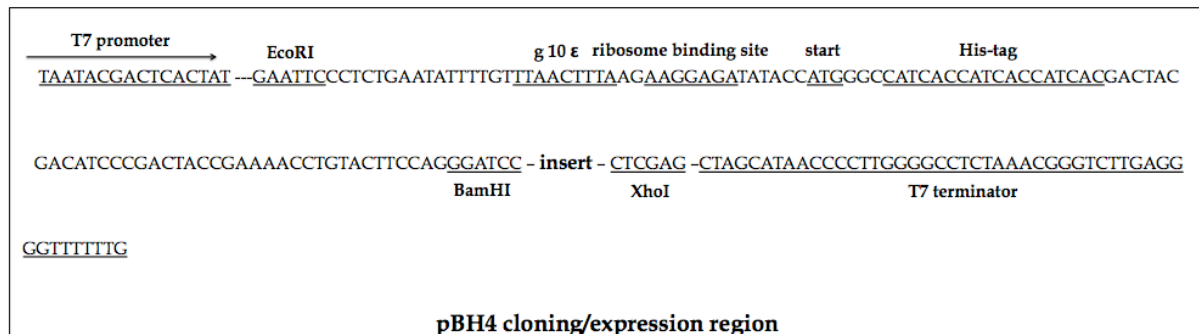 T7 promoter
EcoRI g 10 ε ribosome binding site start His-tag
TAATACGACTCACTAT ---GAATTCCCTCTGAATATTTTGTTTAACTTTAAGAAGGAGATATACCATGGGCCATCACCATCACCATCACGACTAC
GACATCCCGACTACCGAAAACCTGTACTTCCAGGGATCC – insert – CTCGAG –CTAGCATAACCCCTTGGGGCCTCTAAACGGGTCTTGAGG
BamHI XhoI T7 terminator
GGTTTTTTG
pBH4 cloning/expression region